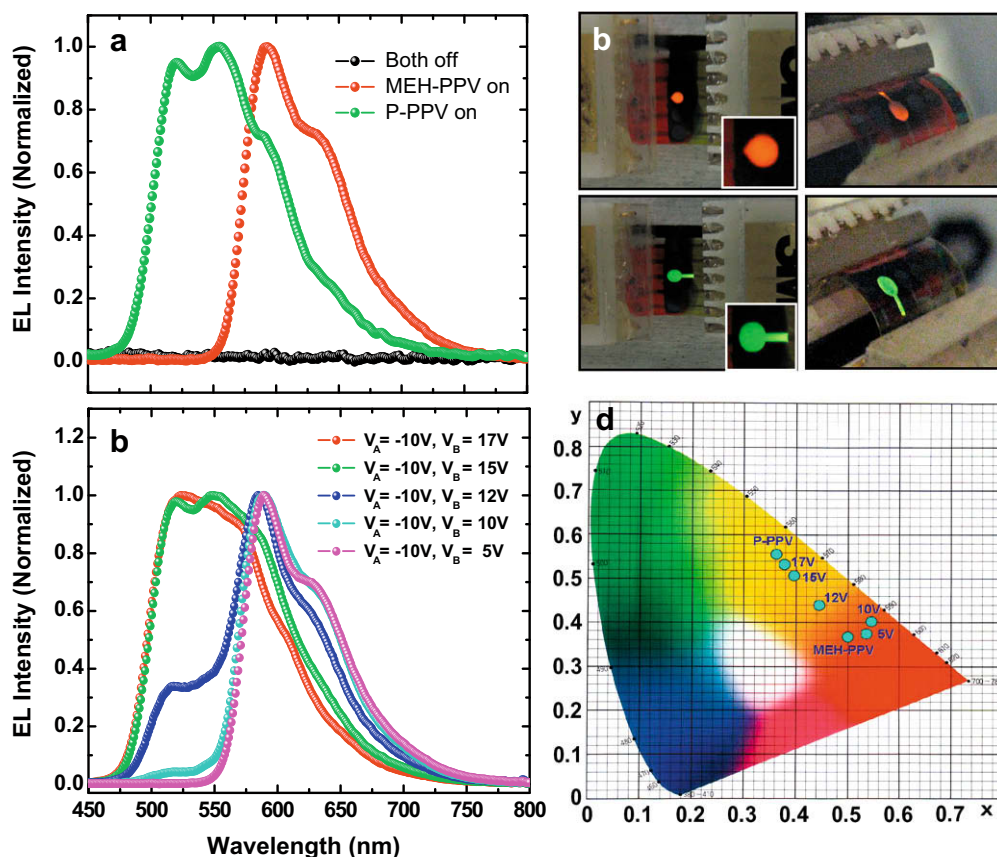 a
Both off
MEH-PPV on
P-PPV on
EL Intensity (Normalized)
1.0
0.8
0.6
0.4
0.2
0.0
b
b
V_A= -10V, V_B= 17V
V_A= -10V, V_B= 15V
V_A= -10V, V_B= 12V
V_A= -10V, V_B= 10V
V_A= -10V, V_B= 5V
EL Intensity (Normalized)
1.2
1.0
0.8
0.6
0.4
0.2
0.0
450 500 550 600 650 700 750 800
Wavelength (nm)
d
y
0.8
0.7
0.6
0.5
0.4
0.3
0.2
0.1
0
P-PPV
17V
15V
12V
10V
5V
MEH-PPV
0.1 0.2 0.3 0.4 0.5 0.6 0.7 x